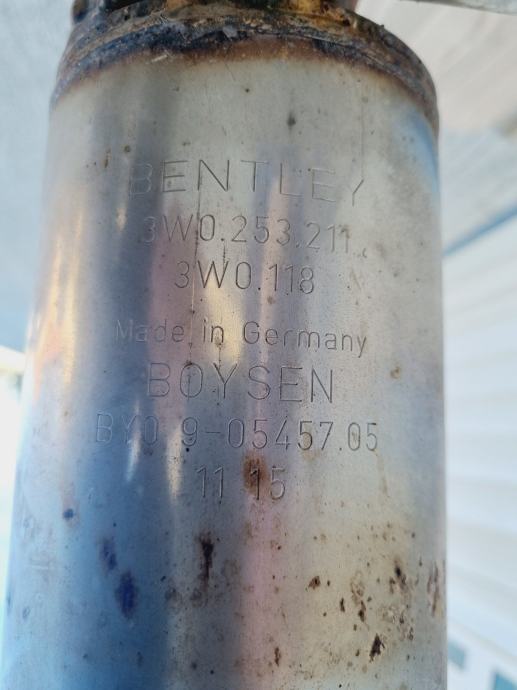 BENTLEY
3W0.253.211
3W0.118
Made in Germany
BOYSEN
BY0 9-05457.05
11 15